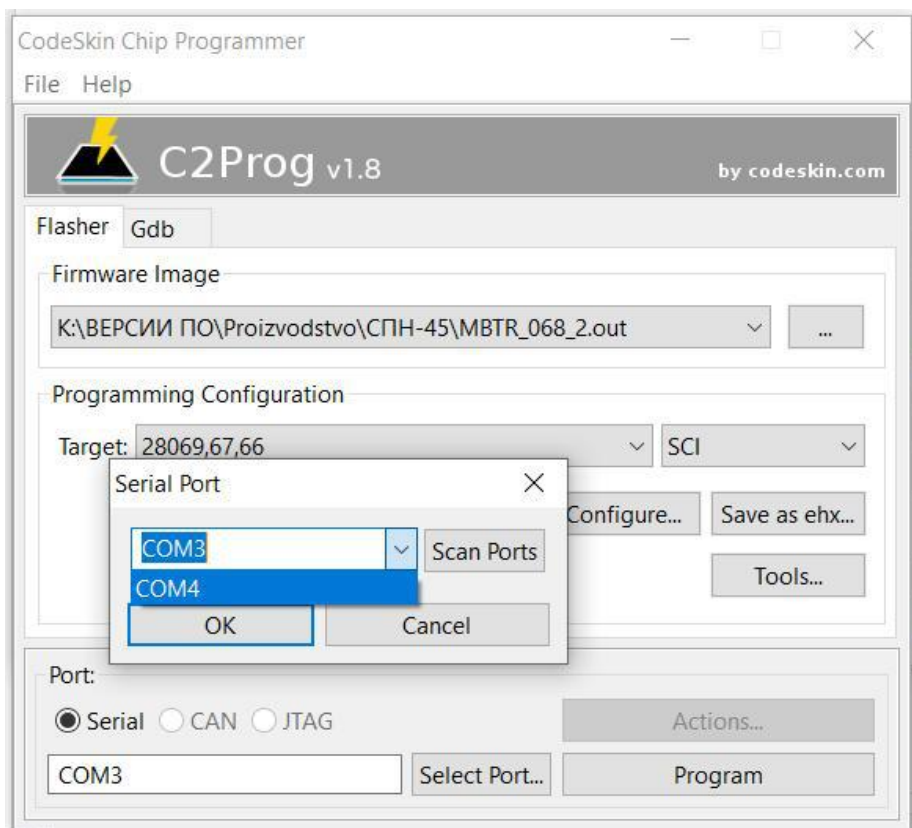 CodeSkin Chip Programmer
File Help
C2Prog v1.8
by codeskin.com
Flasher Gdb
Firmware Image
K:\ВЕРСИИ ПО\Proizvodstvo\СПН-45\MBTR_068_2.out ...
Programming Configuration
Target: 28069,67,66 SCI
Serial Port
Configure... Save as ehx...
COM3 Scan Ports
COM4
Tools...
OK Cancel
Port:
Serial CAN JTAG Actions...
COM3 Select Port... Program